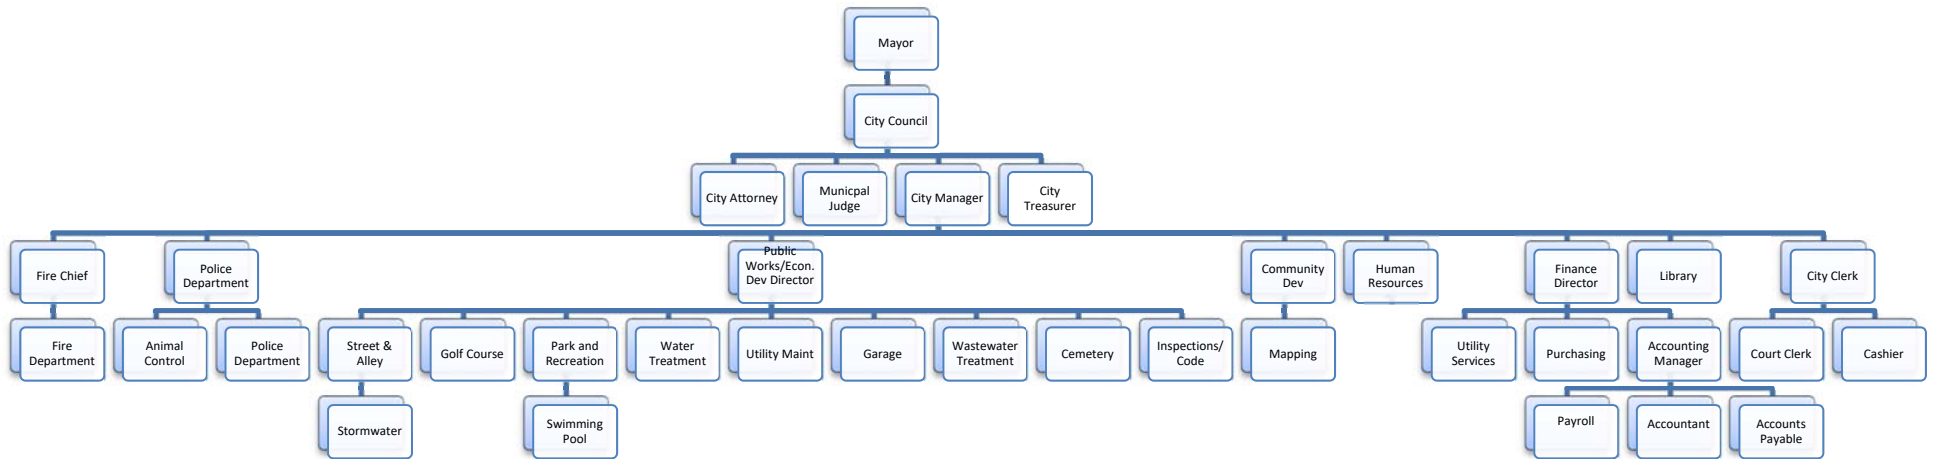 Mayor
City Council
City Attorney
Municpal
Judge
City Manager
City
Treasurer
Fire Chief
Police
Department
Public
Works/Econ.
Dev Director
Community
Dev
Human
Resources
Finance
Director
Library
City Clerk
Fire
Department
Animal
Control
Police
Department
Street &
Alley
Golf Course
Park and
Recreation
Water
Treatment
Utility Maint
Garage
Wastewater
Treatment
Cemetery
Inspections/
Code
Mapping
Utility
Services
Purchasing
Accounting
Manager
Court Clerk
Cashier
Stormwater
Swimming
Pool
Payroll
Accountant
Accounts
Payable